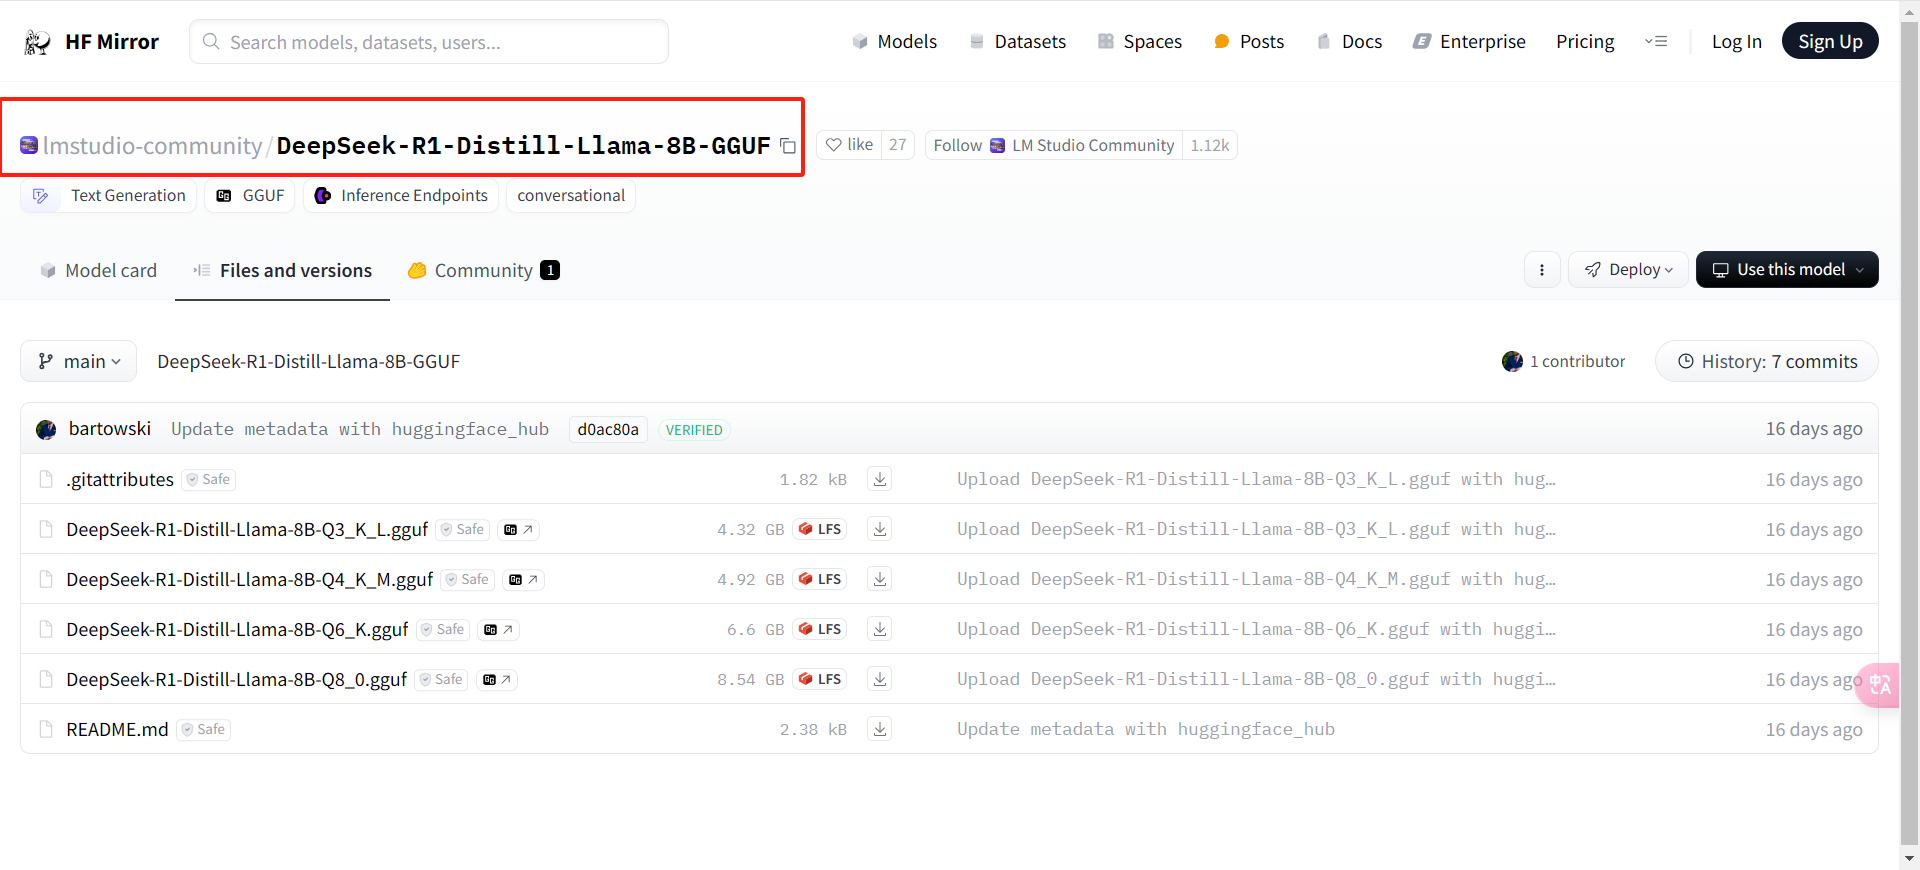 HF Mirror Search models, datasets, users... Models Datasets Spaces Posts Docs Enterprise Pricing Log In Sign Up
lmstudio-community/DeepSeek-R1-Distill-Llama-8B-GGUF like 27 Follow LM Studio Community 1.12k
Text Generation GGUF Inference Endpoints conversational
Model card Files and versions Community 1 Deploy Use this model
main DeepSeek-R1-Distill-Llama-8B-GGUF 1 contributor History: 7 commits
bartowski Update metadata with huggingface_hub d0ac80a VERIFIED 16 days ago
.gitattributes Safe 1.82 kB Upload DeepSeek-R1-Distill-Llama-8B-Q3_K_L.gguf with hug… 16 days ago
DeepSeek-R1-Distill-Llama-8B-Q3_K_L.gguf Safe 4.32 GB LFS Upload DeepSeek-R1-Distill-Llama-8B-Q3_K_L.gguf with hug… 16 days ago
DeepSeek-R1-Distill-Llama-8B-Q4_K_M.gguf Safe 4.92 GB LFS Upload DeepSeek-R1-Distill-Llama-8B-Q4_K_M.gguf with hug… 16 days ago
DeepSeek-R1-Distill-Llama-8B-Q6_K.gguf Safe 6.6 GB LFS Upload DeepSeek-R1-Distill-Llama-8B-Q6_K.gguf with huggi… 16 days ago
DeepSeek-R1-Distill-Llama-8B-Q8_0.gguf Safe 8.54 GB LFS Upload DeepSeek-R1-Distill-Llama-8B-Q8_0.gguf with huggi… 16 days ago
README.md Safe 2.38 kB Update metadata with huggingface_hub 16 days ago